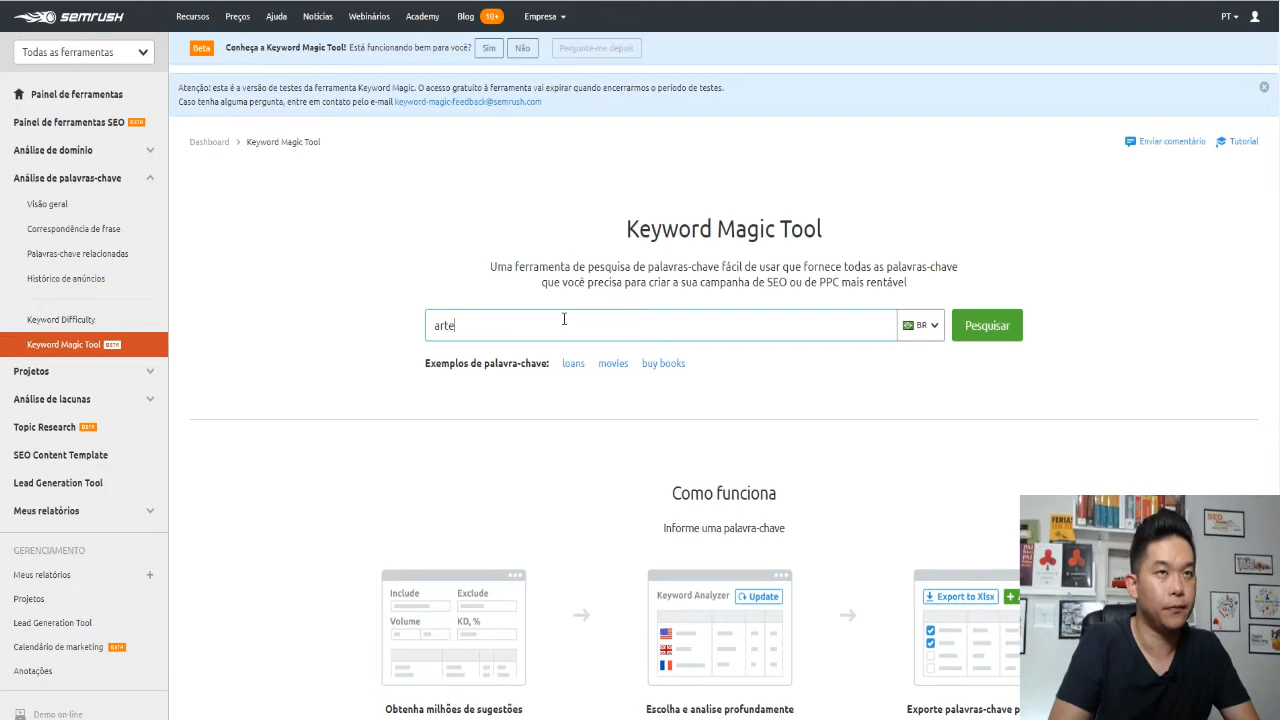 SEMRUSH
Recursos Preços Ajuda Notícias Webinários Academy Blog 10+ Empresa
PT
Todas as ferramentas
Beta Conheça a Keyword Magic Tool! Está funcionando bem para você? Sim Não Pergunte-me depois
Atenção: esta é a versão de testes da ferramenta Keyword Magic. O acesso gratuito à ferramenta vai expirar quando encerrarmos o período de testes.
Caso tenha alguma pergunta, entre em contato pelo e-mail keyword-magic-feedback@semrush.com
Painel de ferramentas
Painel de ferramentas SEO BETA
Análise de domínio
Análise de palavras-chave
Visão geral
Correspondência de frase
Palavras-chave relacionadas
Histórico de anúncios
Keyword Difficulty
Keyword Magic Tool BETA
Projetos
Análise de lacunas
Topic Research BETA
SEO Content Template
Lead Generation Tool
Meus relatórios
GERENCIAMENTO
Meus relatórios
Projetos
Lead Generation Tool
Calendário de marketing BETA
Anotações
Demo on-line
Dashboard > Keyword Magic Tool
Enviar comentário Tutorial
Keyword Magic Tool
Uma ferramenta de pesquisa de palavras-chave fácil de usar que fornece todas as palavras-chave
que você precisa para criar a sua campanha de SEO ou de PPC mais rentável
arte
BR
Pesquisar
Exemplos de palavra-chave: loans movies buy books
Como funciona
Informe uma palavra-chave
Include Exclude
Volume KD, %
Keyword Analyzer Update
Export to Xlsx
Obtenha milhões de sugestões
Escolha e analise profundamente
Exporte palavras-chave p
FERIAS
SEO